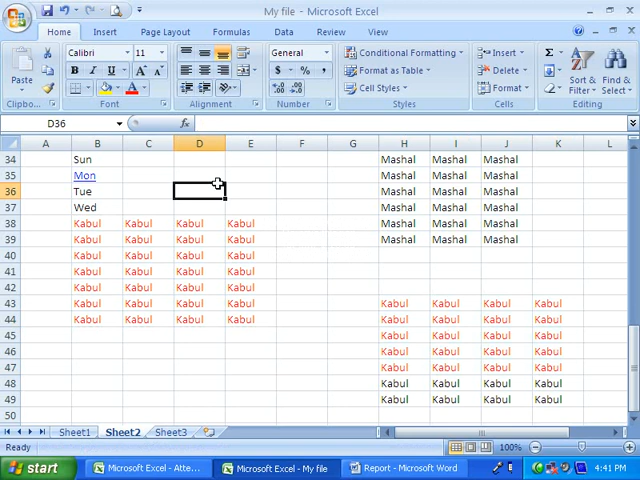 My file - Microsoft Excel
Home Insert Page Layout Formulas Data Review View
Paste
Clipboa...
Calibri 11
B I U A A
A
Font
Alignment
General
$ % ,
Number
Conditional Formatting
Format as Table
Cell Styles
Styles
Insert
Delete
Format
Cells
Σ
Sort & Filter
Find & Select
Editing
D36 fx
A B C D E F G H I J K L
34 Sun Mashal Mashal Mashal
35 Mon Mashal Mashal Mashal
36 Tue Mashal Mashal Mashal
37 Wed Mashal Mashal Mashal
38 Kabul Kabul Kabul Kabul Mashal Mashal Mashal
39 Kabul Kabul Kabul Kabul Mashal Mashal Mashal
40 Kabul Kabul Kabul Kabul
41 Kabul Kabul Kabul Kabul
42 Kabul Kabul Kabul Kabul
43 Kabul Kabul Kabul Kabul Kabul Kabul Kabul Kabul
44 Kabul Kabul Kabul Kabul Kabul Kabul Kabul Kabul
45 Kabul Kabul Kabul Kabul
46 Kabul Kabul Kabul Kabul
47 Kabul Kabul Kabul Kabul
48 Kabul Kabul Kabul Kabul
49 Kabul Kabul Kabul Kabul
50
Sheet1 Sheet2 Sheet3
Ready 100%
start Microsoft Excel - Atte... Microsoft Excel - My file Report - Microsoft Word 4:41 PM